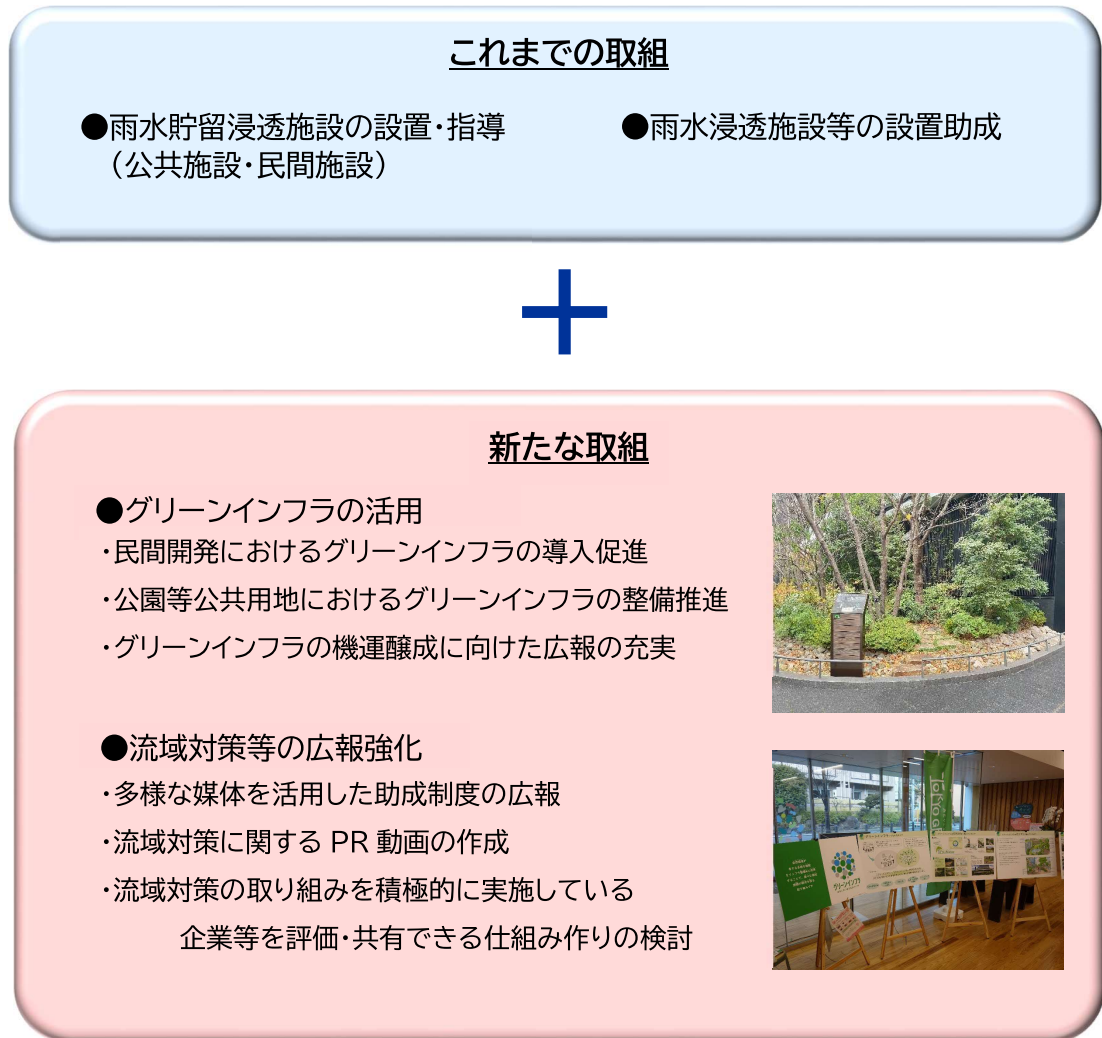 これまでの取組
●雨水貯留浸透施設の設置・指導
（公共施設・民間施設）
●雨水浸透施設等の設置助成
新たな取組
●グリーンインフラの活用
・民間開発におけるグリーンインフラの導入促進
・公園等公共用地におけるグリーンインフラの整備推進
・グリーンインフラの機運醸成に向けた広報の充実
●流域対策等の広報強化
・多様な媒体を活用した助成制度の広報
・流域対策に関する PR 動画の作成
・流域対策の取り組みを積極的に実施している
企業等を評価・共有できる仕組み作りの検討
グリーンインフラ